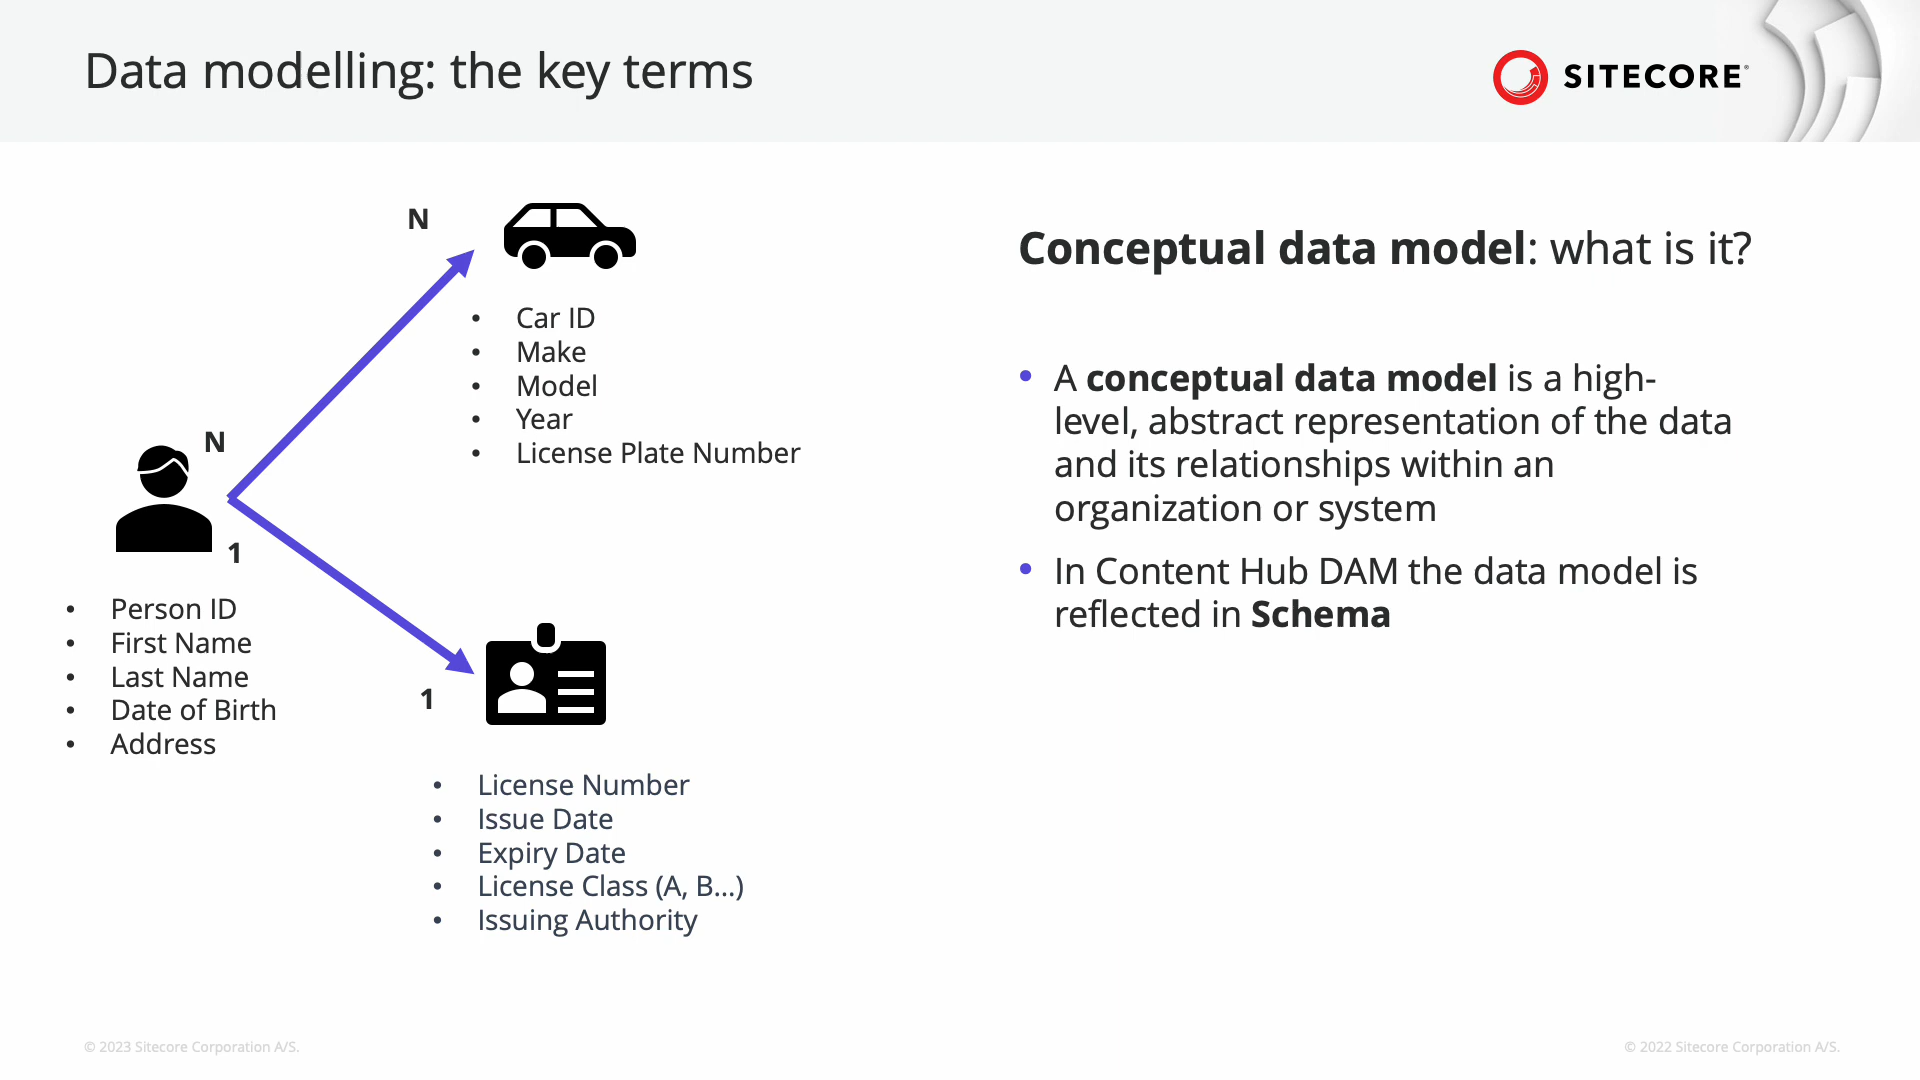 Data modelling: the key terms
SITECORE®
N
• Car ID
• Make
• Model
• Year
• License Plate Number
N
1
• Person ID
• First Name
• Last Name
• Date of Birth
• Address
1
• License Number
• Issue Date
• Expiry Date
• License Class (A, B...)
• Issuing Authority
Conceptual data model: what is it?
• A conceptual data model is a high-
level, abstract representation of the data
and its relationships within an
organization or system
• In Content Hub DAM the data model is
reflected in Schema
© 2023 Sitecore Corporation A/S.
© 2022 Sitecore Corporation A/S.